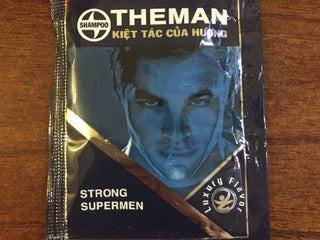 SHAMPOO
THEMAN
KIỆT TÁC CỦA HƯƠNG
STRONG
SUPERMEN
Luxury Flavor